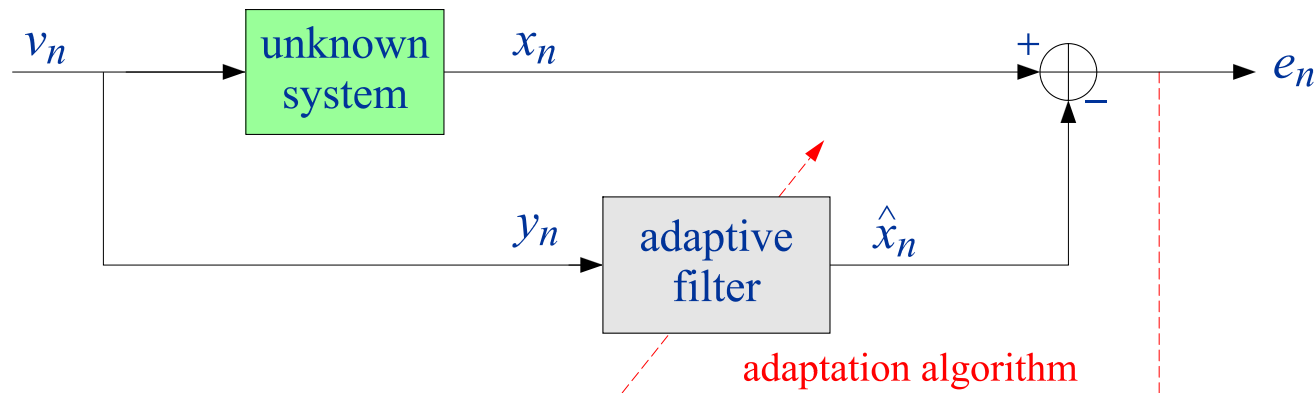 vₙ
unknown
system
xₙ
+
−
eₙ
yₙ
adaptive
filter
x̂ₙ
adaptation algorithm